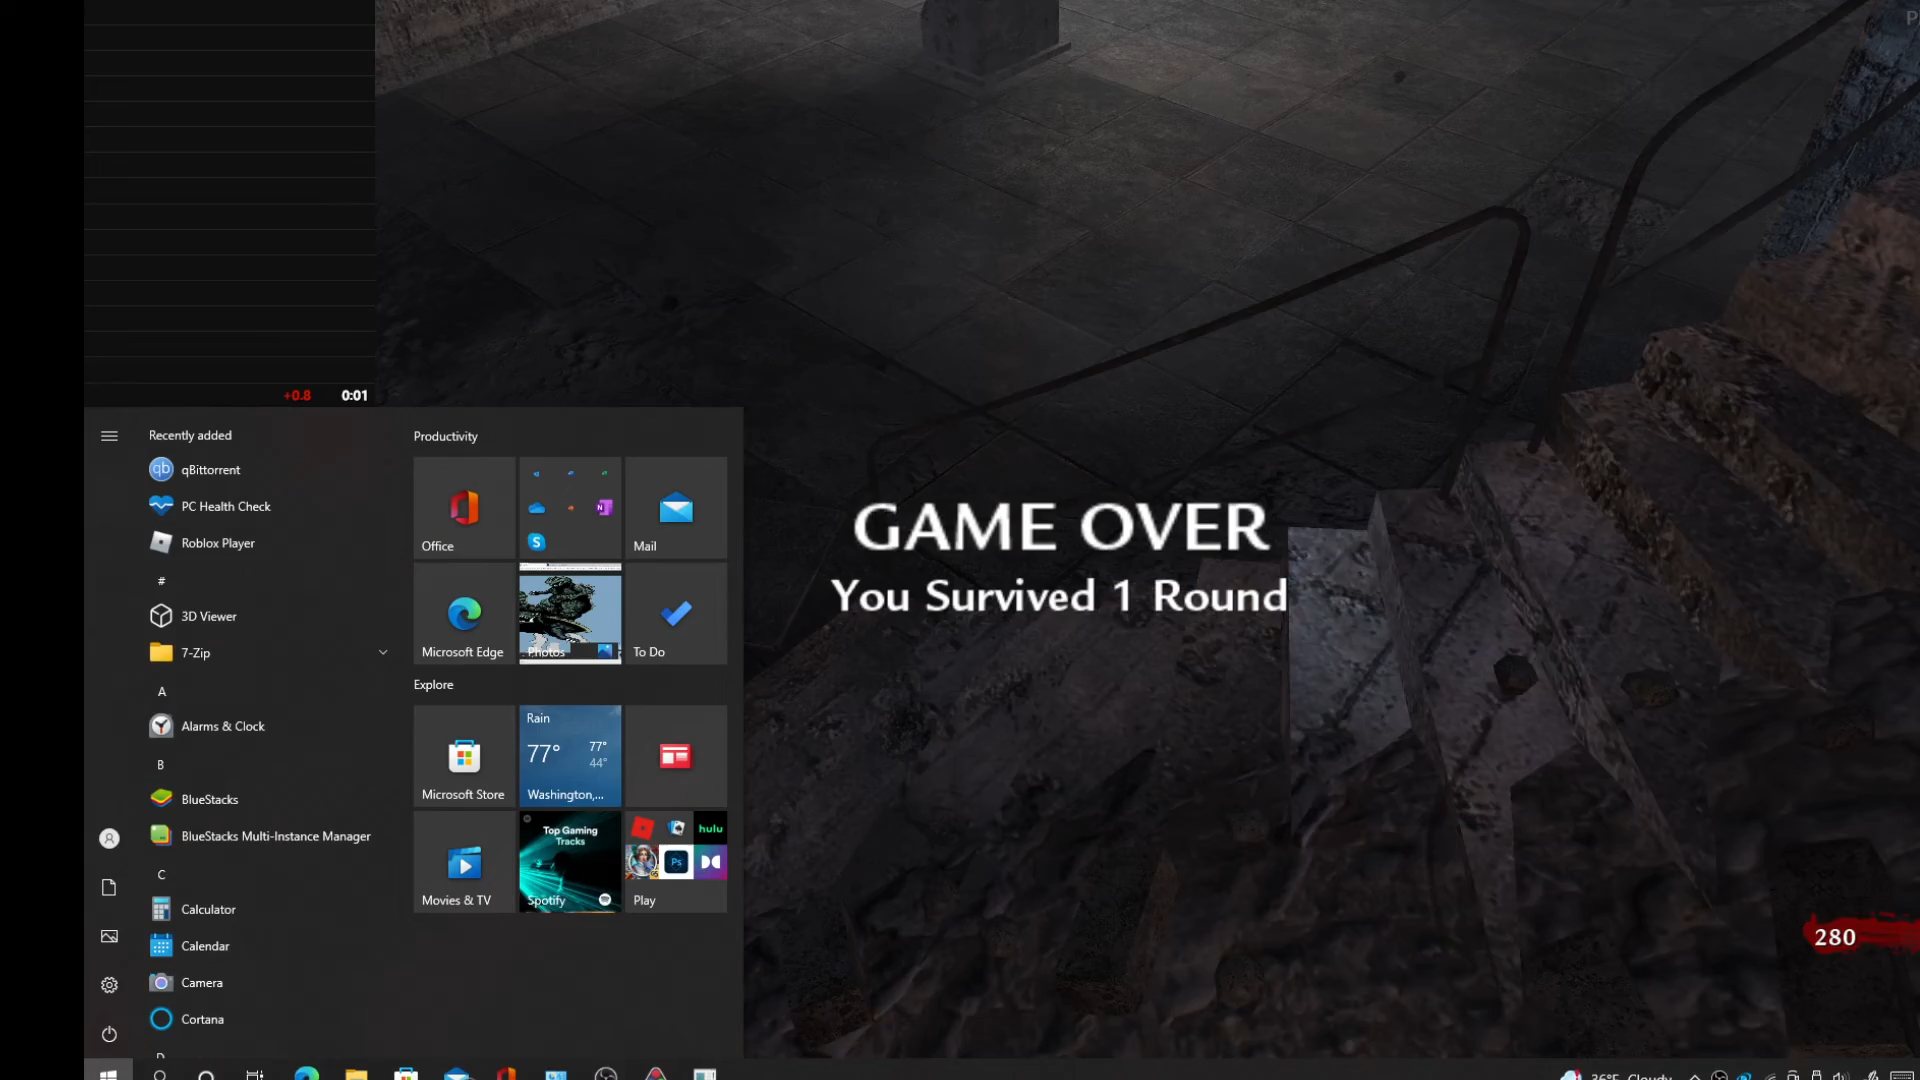 P
+0.8 0:01
Recently added
qBittorrent
PC Health Check
Roblox Player
#
3D Viewer
7-Zip
A
Alarms & Clock
B
BlueStacks
BlueStacks Multi-Instance Manager
C
Calculator
Calendar
Camera
Cortana
Productivity
Office
Mail
Microsoft Edge
Photos
To Do
Explore
Microsoft Store
Rain
77° 77°
44°
Washington,...
Movies & TV
Top Gaming
Tracks
Spotify
hulu
Ps
Play
GAME OVER
You Survived 1 Round
280
36°F Cloudy